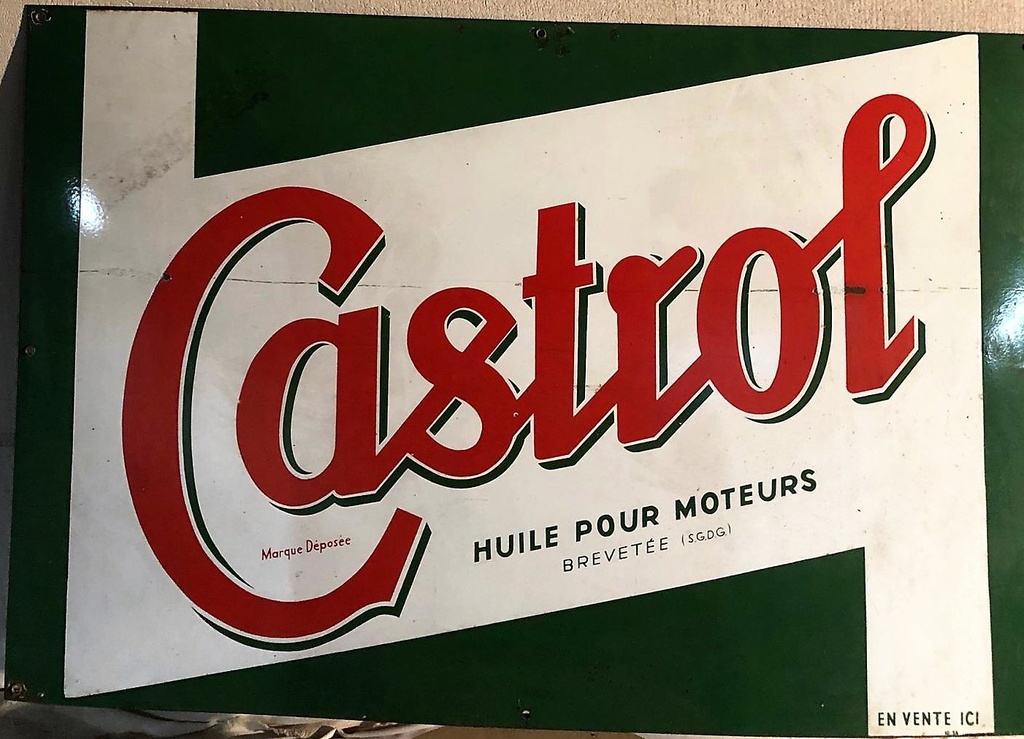 Castrol
Marque Déposée
HUILE POUR MOTEURS
BREVETÉE (S.G.D.G.)
EN VENTE ICI